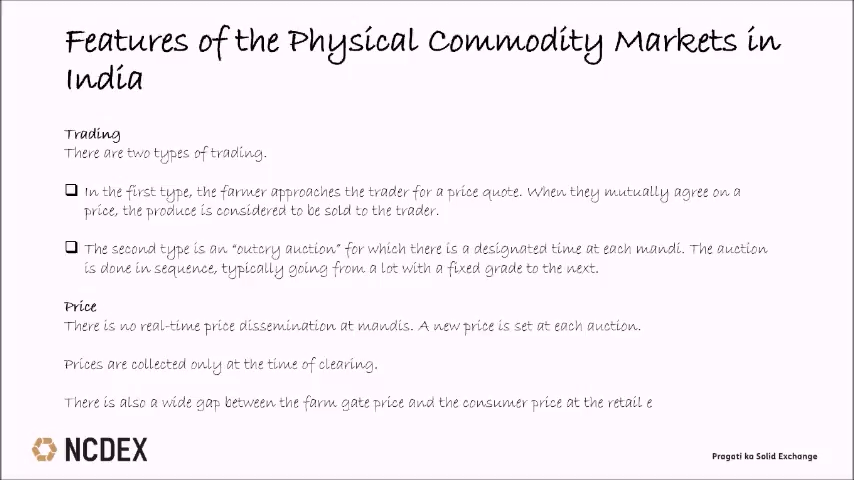 Features of the Physical Commodity Markets in
India
Trading
There are two types of trading.
In the first type, the farmer approaches the trader for a price quote. When they mutually agree on a
price, the produce is considered to be sold to the trader.
The second type is an “outcry auction” for which there is a designated time at each mandi. The auction
is done in sequence, typically going from a lot with a fixed grade to the next.
Price
There is no real-time price dissemination at mandis. A new price is set at each auction.
Prices are collected only at the time of clearing.
There is also a wide gap between the farm gate price and the consumer price at the retail e
NCDEX
Pragati ka Solid Exchange